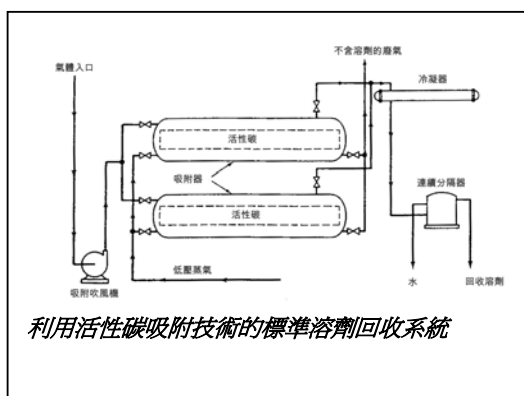 不含溶劑的廢氣
氣體入口
冷凝器
活性碳
吸附器
連續分隔器
活性碳
低壓蒸氣
吸附吹風機
水
回收溶劑
利用活性碳吸附技術的標準溶劑回收系統